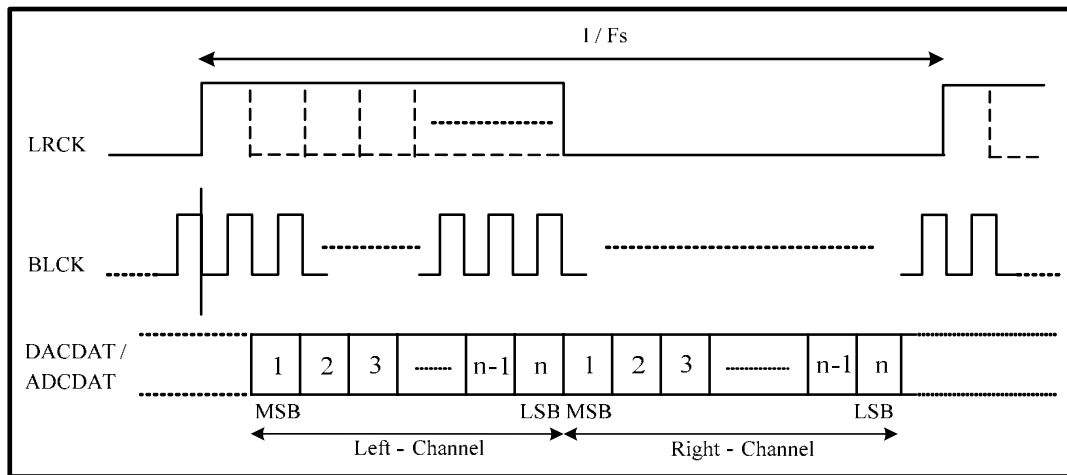 1 / Fs
LRCK
BLCK
DACDAT /
ADCDAT
1 2 3 n-1 n 1 2 3 n-1 n
MSB LSB MSB LSB
Left - Channel Right - Channel